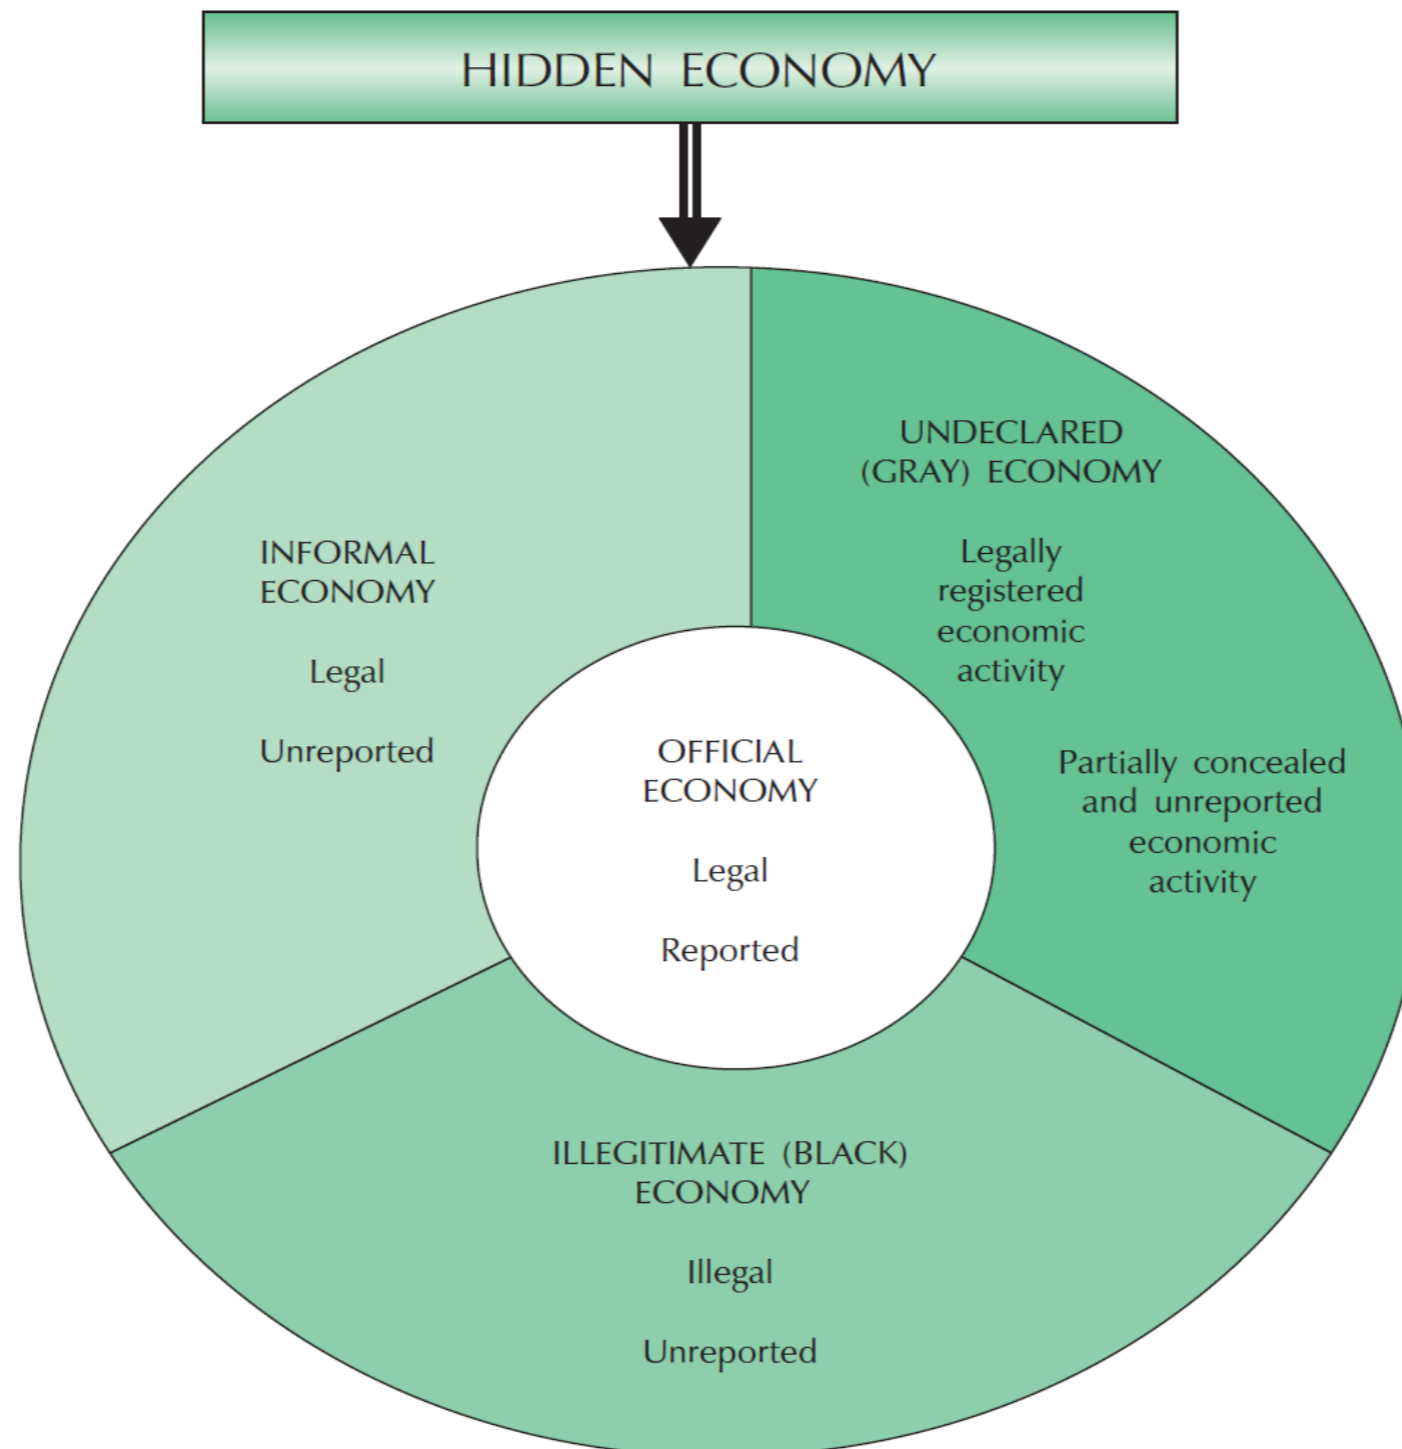 HIDDEN ECONOMY
INFORMAL
ECONOMY
Legal
Unreported
UNDECLARED
(GRAY) ECONOMY
Legally
registered
economic
activity
Partially concealed
and unreported
economic
activity
OFFICIAL
ECONOMY
Legal
Reported
ILLEGITIMATE (BLACK)
ECONOMY
Illegal
Unreported